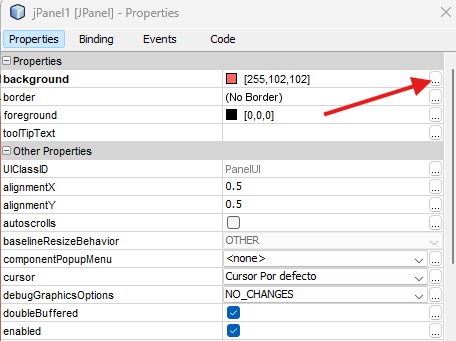 jPanel1 [JPanel] - Properties
Properties Binding Events Code
Properties
background [255,102,102] ...
border (No Border) ...
foreground [0,0,0] ...
toolTipText ...
Other Properties
UIClassID PanelUI ...
alignmentX 0.5 ...
alignmentY 0.5 ...
autoscrolls ...
baselineResizeBehavior OTHER ...
componentPopupMenu <none> ...
cursor Cursor Por defecto ...
debugGraphicsOptions NO_CHANGES ...
doubleBuffered ...
enabled ...